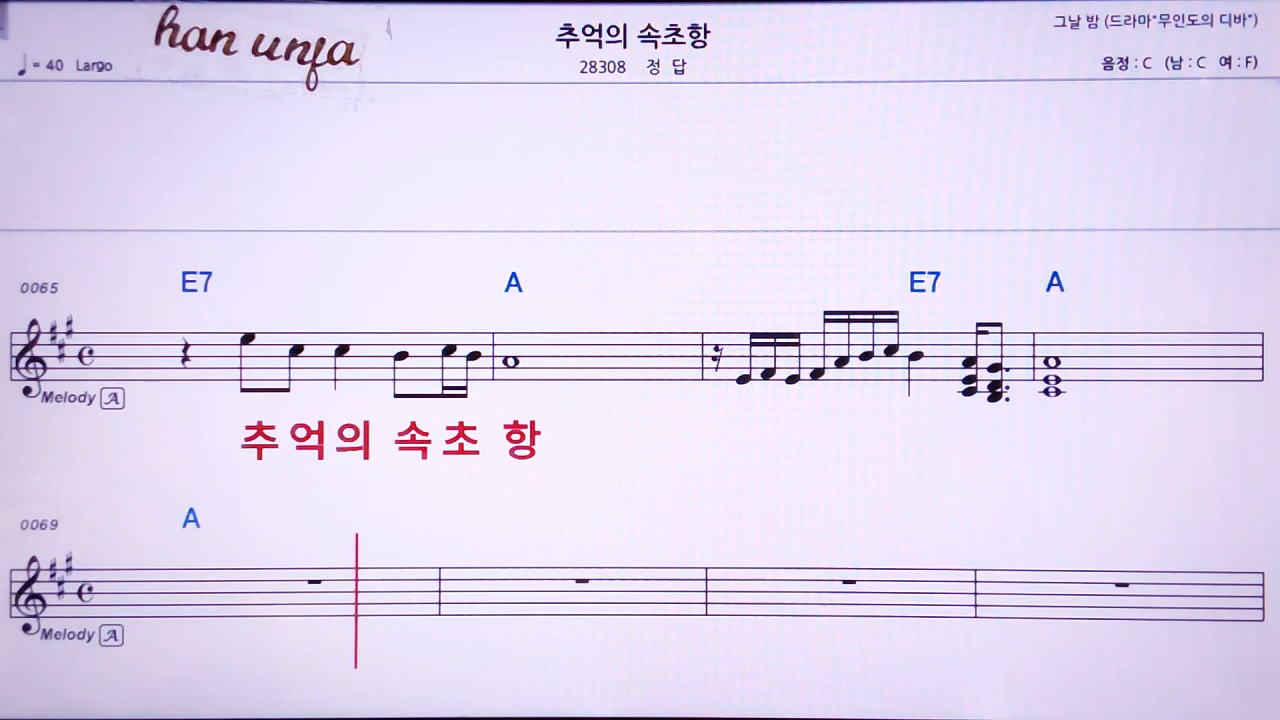 han unja
추억의 속초항
그날 밤 (드라마"무인도의 디바")
♩= 40 Largo
28308 정 답
음정 : C (남 : C 여 : F)
0065 E7 A E7 A
Melody A
추억의 속초 항
0069 A
Melody A